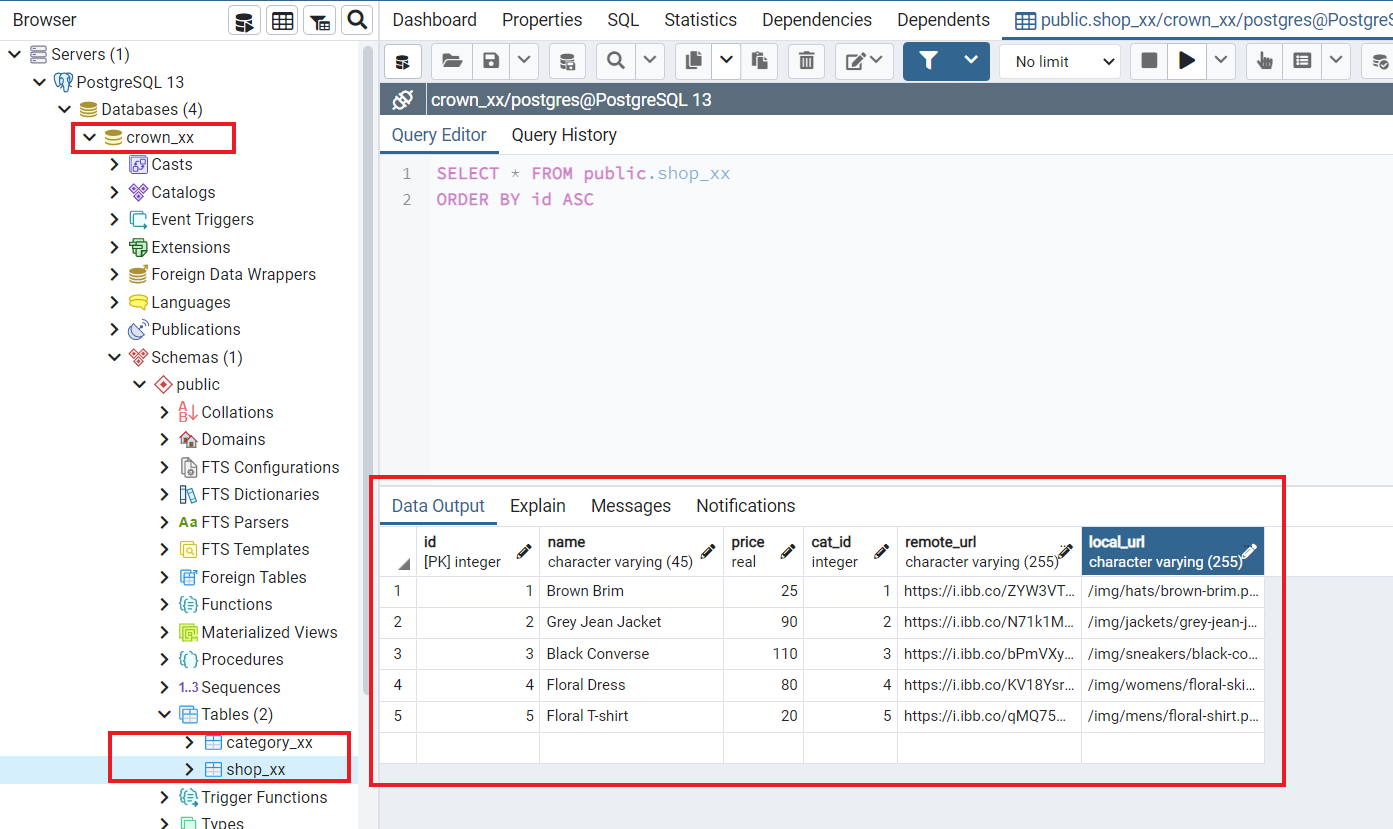 Browser
Servers (1)
PostgreSQL 13
Databases (4)
crown_xx
Casts
Catalogs
Event Triggers
Extensions
Foreign Data Wrappers
Languages
Publications
Schemas (1)
public
Collations
Domains
FTS Configurations
FTS Dictionaries
Aa FTS Parsers
FTS Templates
Foreign Tables
Functions
Materialized Views
Procedures
1..3 Sequences
Tables (2)
category_xx
shop_xx
Trigger Functions
Types
Dashboard Properties SQL Statistics Dependencies Dependents public.shop_xx/crown_xx/postgres@PostgreS
No limit
crown_xx/postgres@PostgreSQL 13
Query Editor Query History
1 SELECT * FROM public.shop_xx
2 ORDER BY id ASC
Data Output Explain Messages Notifications
id name price cat_id remote_url local_url
[PK] integer character varying (45) real integer character varying (255) character varying (255)
1 1 Brown Brim 25 1 https://i.ibb.co/ZYW3VT... /img/hats/brown-brim.p...
2 2 Grey Jean Jacket 90 2 https://i.ibb.co/N71k1M... /img/jackets/grey-jean-j...
3 3 Black Converse 110 3 https://i.ibb.co/bPmVXy... /img/sneakers/black-co...
4 4 Floral Dress 80 4 https://i.ibb.co/KV18Ysr... /img/womens/floral-ski...
5 5 Floral T-shirt 20 5 https://i.ibb.co/qMQ75... /img/mens/floral-shirt.p...